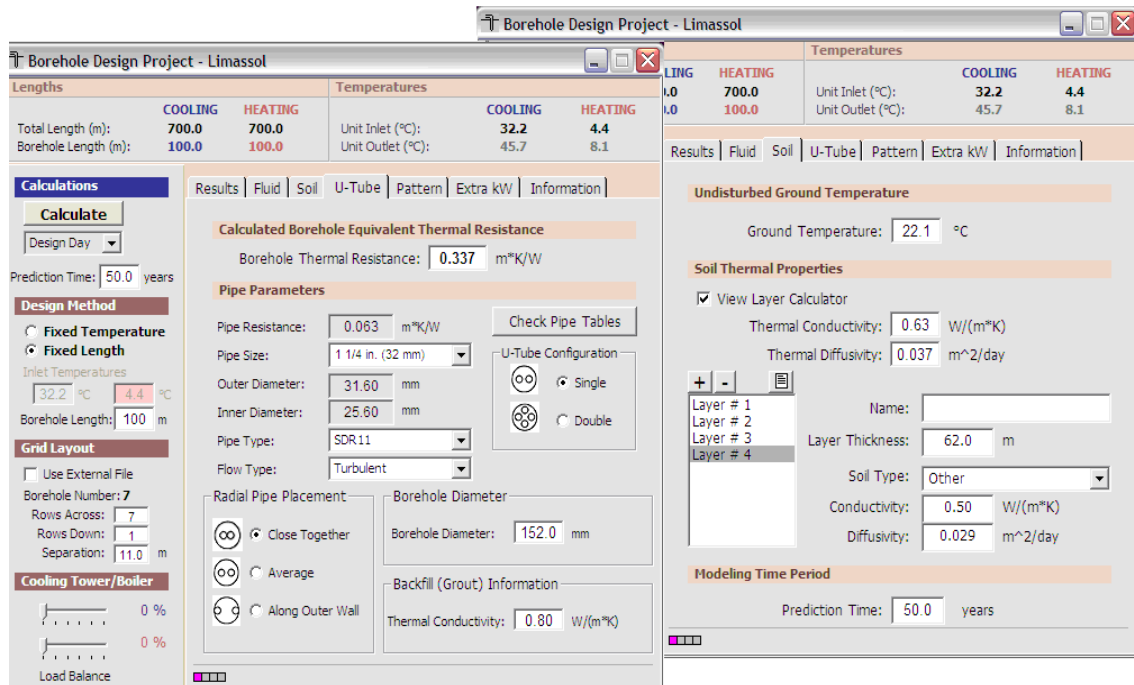 Borehole Design Project - Limassol
Temperatures
LING HEATING COOLING HEATING
.0 700.0 Unit Inlet (ºC): 32.2 4.4
.0 100.0 Unit Outlet (ºC): 45.7 8.1
Results Fluid Soil U-Tube Pattern Extra kW Information
Undisturbed Ground Temperature
Ground Temperature: 22.1 ºC
Soil Thermal Properties
View Layer Calculator
Thermal Conductivity: 0.63 W/(m*K)
Thermal Diffusivity: 0.037 m^2/day
+ -
Layer # 1
Layer # 2
Layer # 3
Layer # 4
Name:
Layer Thickness: 62.0 m
Soil Type: Other
Conductivity: 0.50 W/(m*K)
Diffusivity: 0.029 m^2/day
Modeling Time Period
Prediction Time: 50.0 years
Borehole Design Project - Limassol
Lengths Temperatures
COOLING HEATING COOLING HEATING
Total Length (m): 700.0 700.0 Unit Inlet (ºC): 32.2 4.4
Borehole Length (m): 100.0 100.0 Unit Outlet (ºC): 45.7 8.1
Calculations
Calculate
Design Day
Prediction Time: 50.0 years
Design Method
Fixed Temperature
Fixed Length
Inlet Temperatures
32.2 ºC 4.4 ºC
Borehole Length: 100 m
Grid Layout
Use External File
Borehole Number: 7
Rows Across: 7
Rows Down: 1
Separation: 11.0 m
Cooling Tower/Boiler
0 %
0 %
Load Balance
Results Fluid Soil U-Tube Pattern Extra kW Information
Calculated Borehole Equivalent Thermal Resistance
Borehole Thermal Resistance: 0.337 m*K/W
Pipe Parameters
Pipe Resistance: 0.063 m*K/W
Check Pipe Tables
Pipe Size: 1 1/4 in. (32 mm)
Outer Diameter: 31.60 mm
Inner Diameter: 25.60 mm
Pipe Type: SDR11
Flow Type: Turbulent
U-Tube Configuration
Single
Double
Radial Pipe Placement
Close Together
Average
Along Outer Wall
Borehole Diameter
Borehole Diameter: 152.0 mm
Backfill (Grout) Information
Thermal Conductivity: 0.80 W/(m*K)